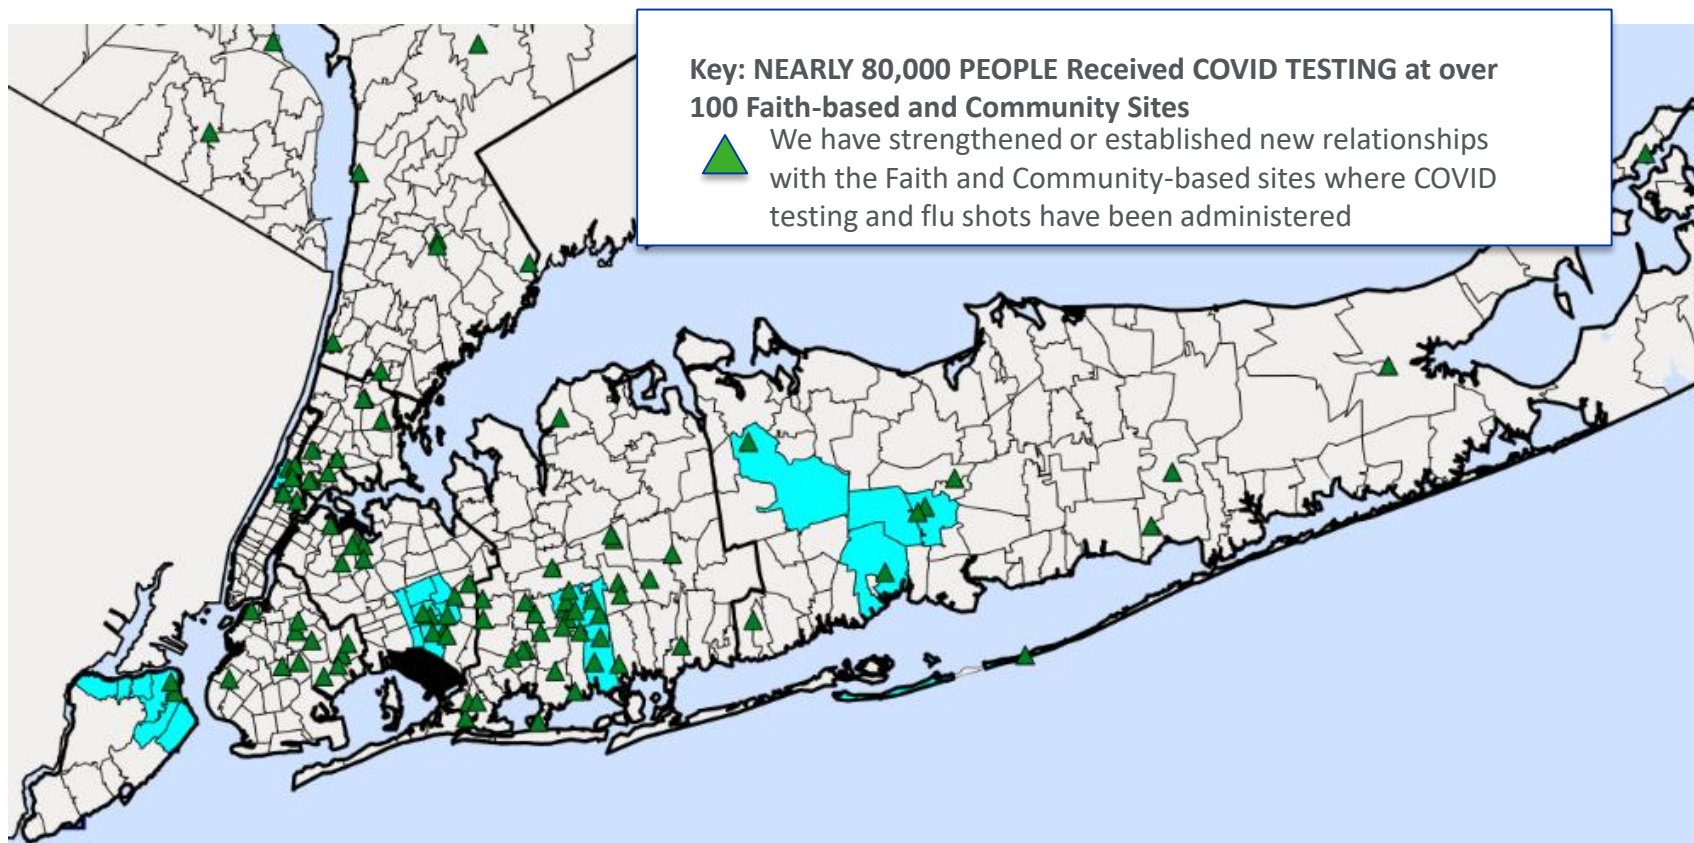 Key: NEARLY 80,000 PEOPLE Received COVID TESTING at over
100 Faith-based and Community Sites
We have strengthened or established new relationships
with the Faith and Community-based sites where COVID
testing and flu shots have been administered